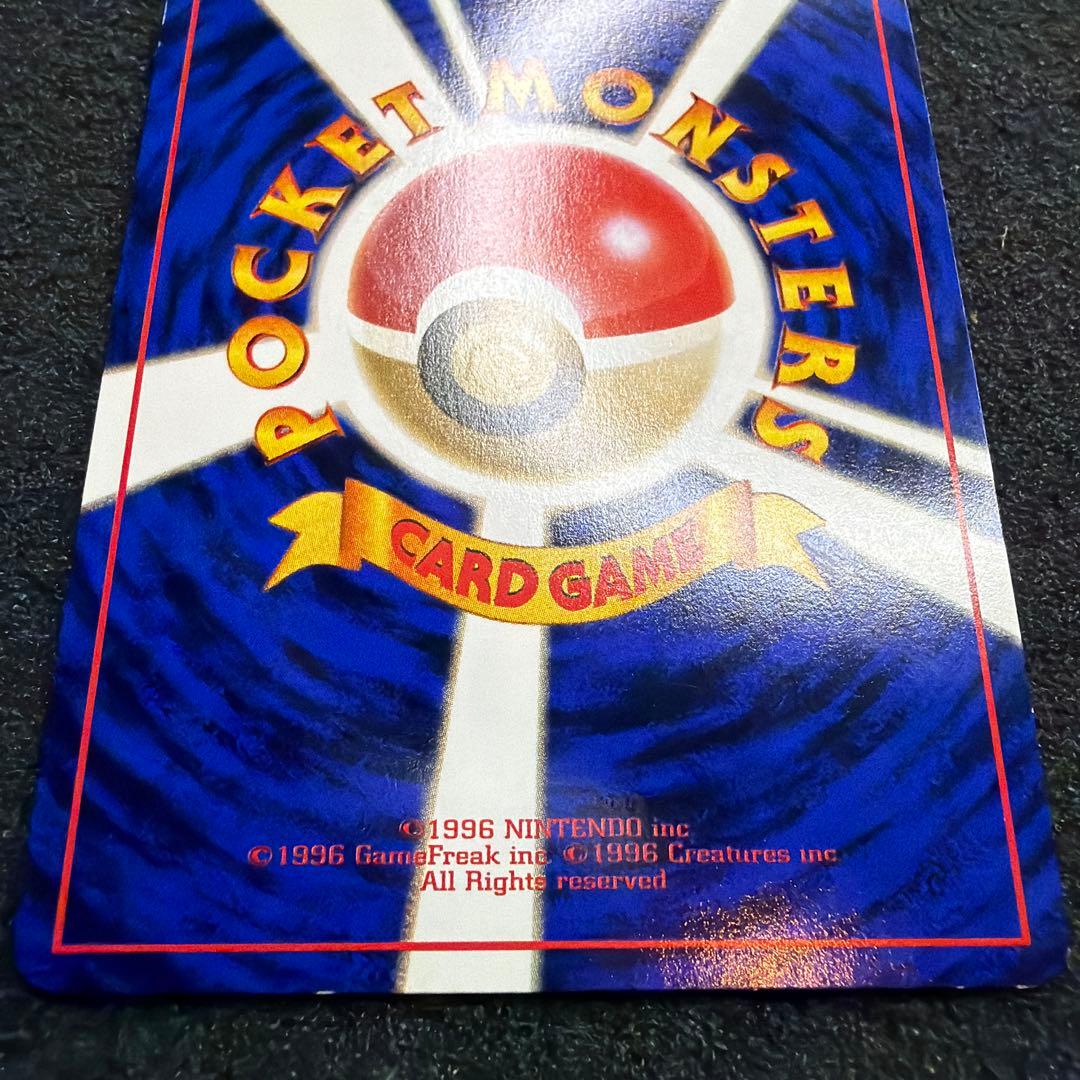 POCKET MONSTERS
CARD GAME
©1996 NINTENDO inc
©1996 GameFreak inc ©1996 Creatures inc
All Rights reserved